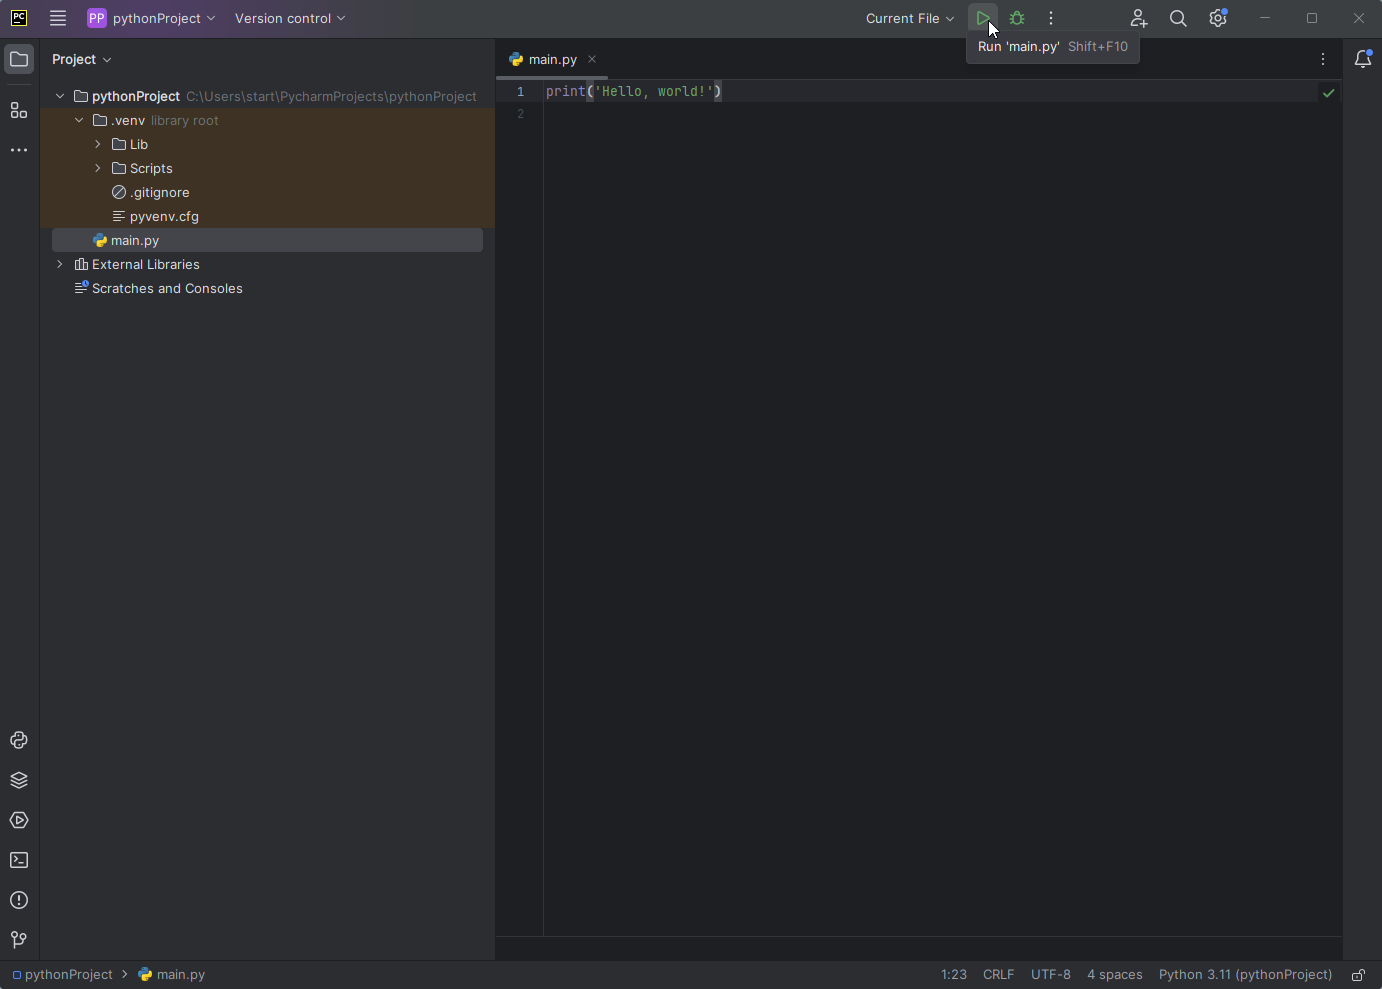 PC
PP pythonProject Version control Current File
Run 'main.py' Shift+F10
Project
main.py
pythonProject C:\Users\start\PycharmProjects\pythonProject
.venv library root
Lib
Scripts
.gitignore
pyvenv.cfg
main.py
External Libraries
Scratches and Consoles
1 print('Hello, world!')
2
pythonProject > main.py 1:23 CRLF UTF-8 4 spaces Python 3.11 (pythonProject)